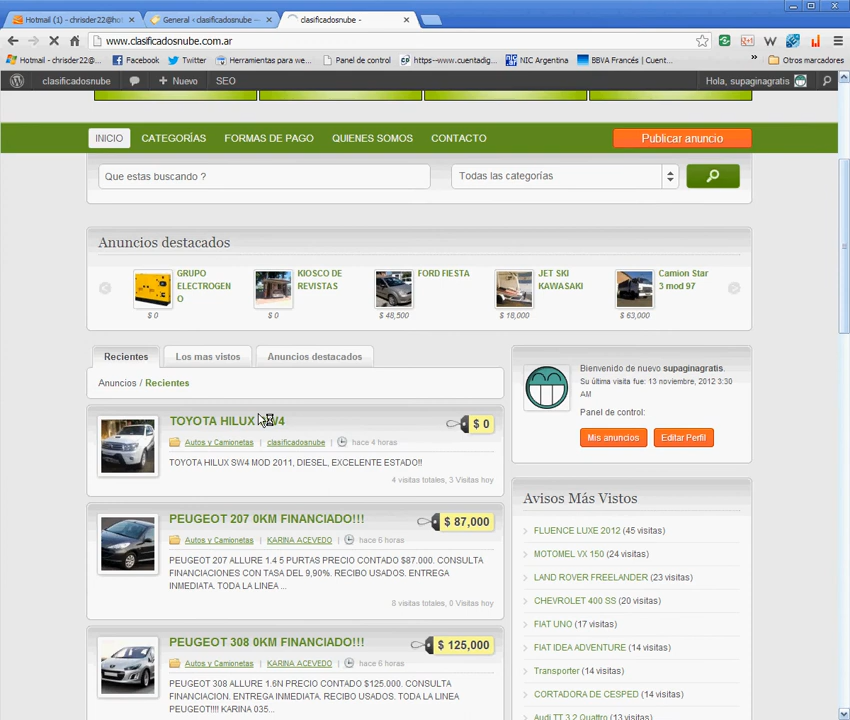 Hotmail (1) - chrisder22@ho
General ‹ clasificadosnube
clasificadosnube -
www.clasificadosnube.com.ar
Hotmail - chrisder22@...
Facebook
Twitter
Herramientas para we...
Panel de control
https--www.cuentadig...
NIC Argentina
BBVA Francés | Cuent...
»
Otros marcadores
clasificadosnube
+ Nuevo
SEO
Hola, supaginagratis
INICIO
CATEGORÍAS
FORMAS DE PAGO
QUIENES SOMOS
CONTACTO
Publicar anuncio
Que estas buscando ?
Todas las categorías
Anuncios destacados
GRUPO
ELECTROGEN
O
$ 0
KIOSCO DE
REVISTAS
$ 0
FORD FIESTA
$ 48,500
JET SKI
KAWASAKI
$ 18,000
Camion Star
3 mod 97
$ 63,000
Recientes
Los mas vistos
Anuncios destacados
Anuncios / Recientes
TOYOTA HILUX SW4
$ 0
Autos y Camionetas | clasificadosnube | hace 4 horas
TOYOTA HILUX SW4 MOD 2011, DIESEL, EXCELENTE ESTADO!!
4 visitas totales, 3 Visitas hoy
PEUGEOT 207 0KM FINANCIADO!!!
$ 87,000
Autos y Camionetas | KARINA ACEVEDO | hace 6 horas
PEUGEOT 207 ALLURE 1.4 5 PURTAS PRECIO CONTADO $87.000. CONSULTA
FINANCIACIONES CON TASA DEL 9,90%. RECIBO USADOS. ENTREGA
INMEDIATA. TODA LA LINEA ...
8 visitas totales, 0 Visitas hoy
PEUGEOT 308 0KM FINANCIADO!!!
$ 125,000
Autos y Camionetas | KARINA ACEVEDO | hace 6 horas
PEUGEOT 308 ALLURE 1.6N PRECIO CONTADO $125.000. CONSULTA
FINANCIACION. ENTREGA INMEDIATA. RECIBO USADOS. TODA LA LINEA
PEUGEOT!!!! KARINA 035...
Bienvenido de nuevo supaginagratis.
Su última visita fue: 13 noviembre, 2012 3:30
AM
Panel de control:
Mis anuncios
Editar Perfil
Avisos Más Vistos
FLUENCE LUXE 2012 (45 visitas)
MOTOMEL VX 150 (24 visitas)
LAND ROVER FREELANDER (23 visitas)
CHEVROLET 400 SS (20 visitas)
FIAT UNO (17 visitas)
FIAT IDEA ADVENTURE (14 visitas)
Transporter (14 visitas)
CORTADORA DE CESPED (14 visitas)
Audi TT 3.2 Quattro (13 visitas)